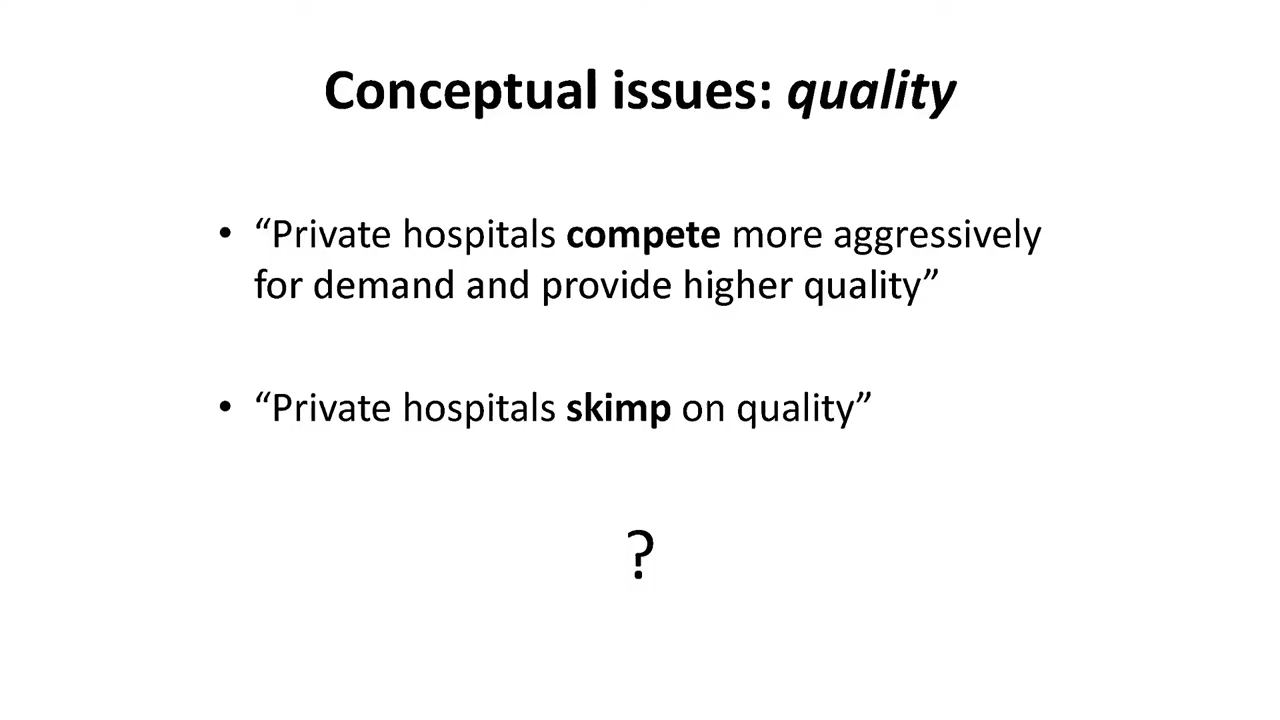 Conceptual issues: quality
• “Private hospitals compete more aggressively
for demand and provide higher quality”
• “Private hospitals skimp on quality”
?